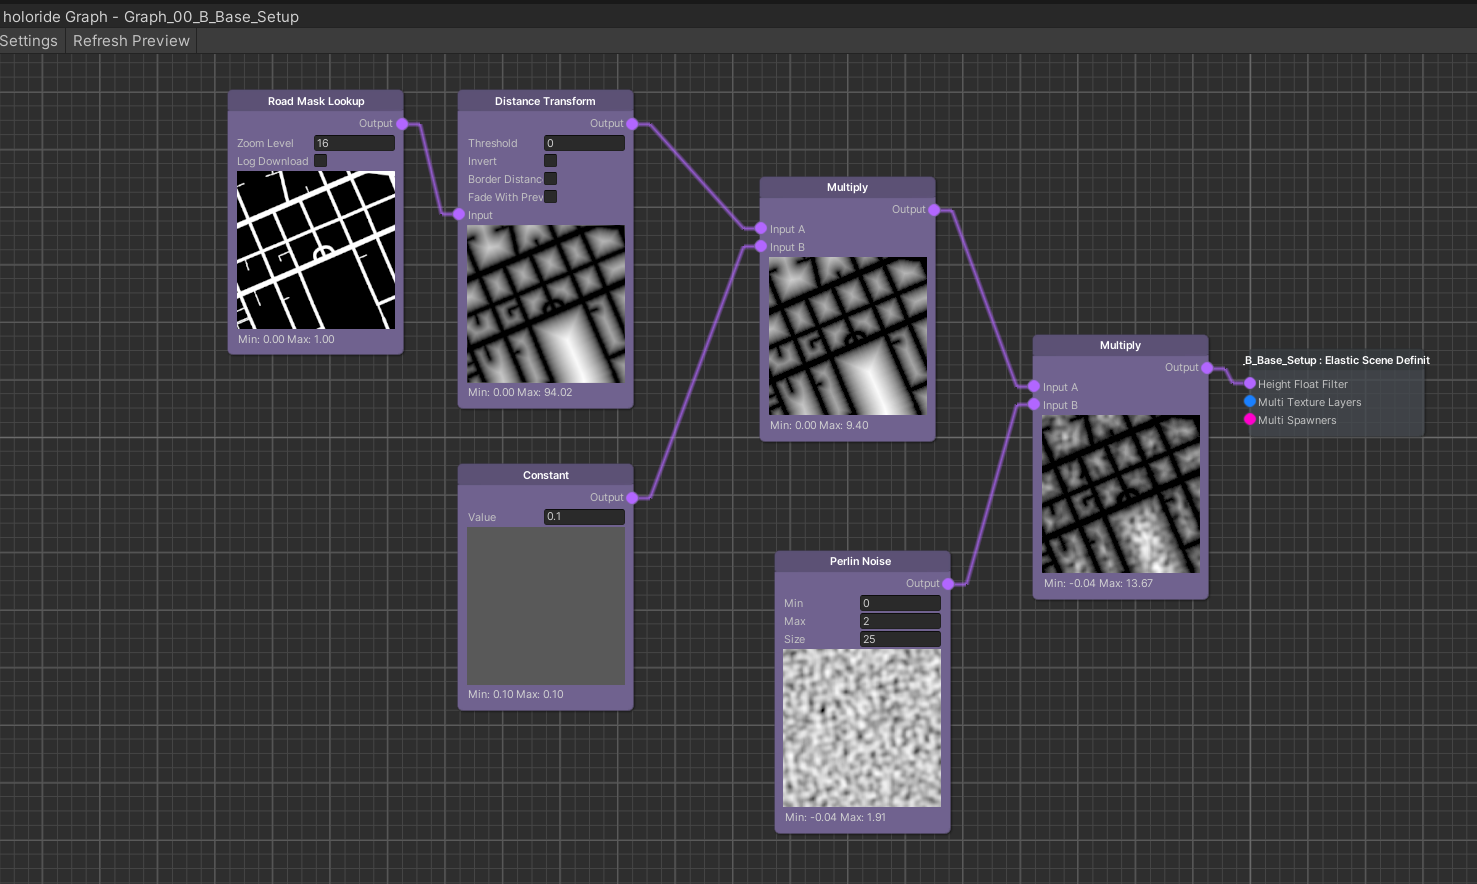 holoride Graph - Graph_00_B_Base_Setup
Settings
Refresh Preview
Road Mask Lookup
Output
Zoom Level 16
Log Download
Min: 0.00 Max: 1.00
Distance Transform
Output
Threshold 0
Invert
Border Distanc
Fade With Prev
Input
Min: 0.00 Max: 94.02
Constant
Output
Value 0.1
Min: 0.10 Max: 0.10
Multiply
Output
Input A
Input B
Min: 0.00 Max: 9.40
Perlin Noise
Output
Min 0
Max 2
Size 25
Min: -0.04 Max: 1.91
Multiply
Output
Input A
Input B
Min: -0.04 Max: 13.67
_B_Base_Setup : Elastic Scene Definit
Height Float Filter
Multi Texture Layers
Multi Spawners